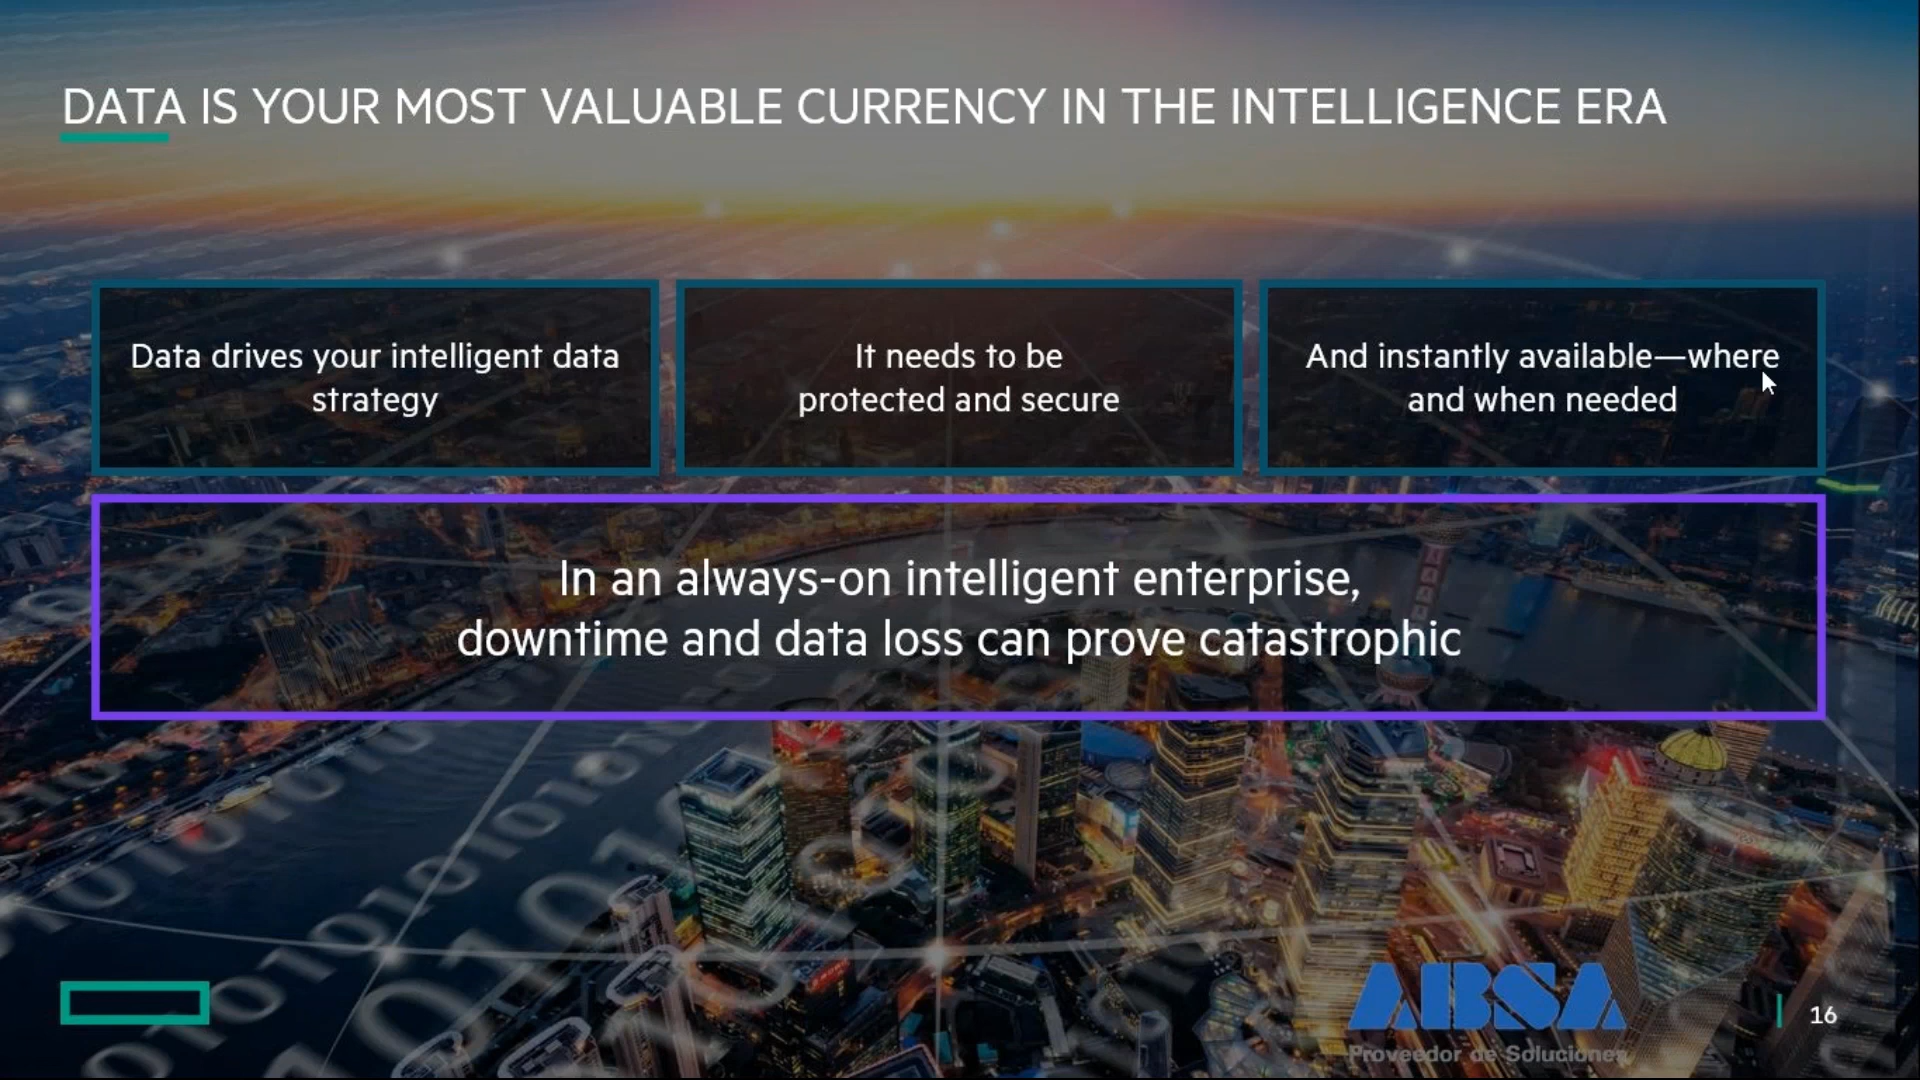 DATA IS YOUR MOST VALUABLE CURRENCY IN THE INTELLIGENCE ERA
Data drives your intelligent data
strategy
It needs to be
protected and secure
And instantly available—where
and when needed
In an always-on intelligent enterprise,
downtime and data loss can prove catastrophic
ABSA
Proveedor de Soluciones
16